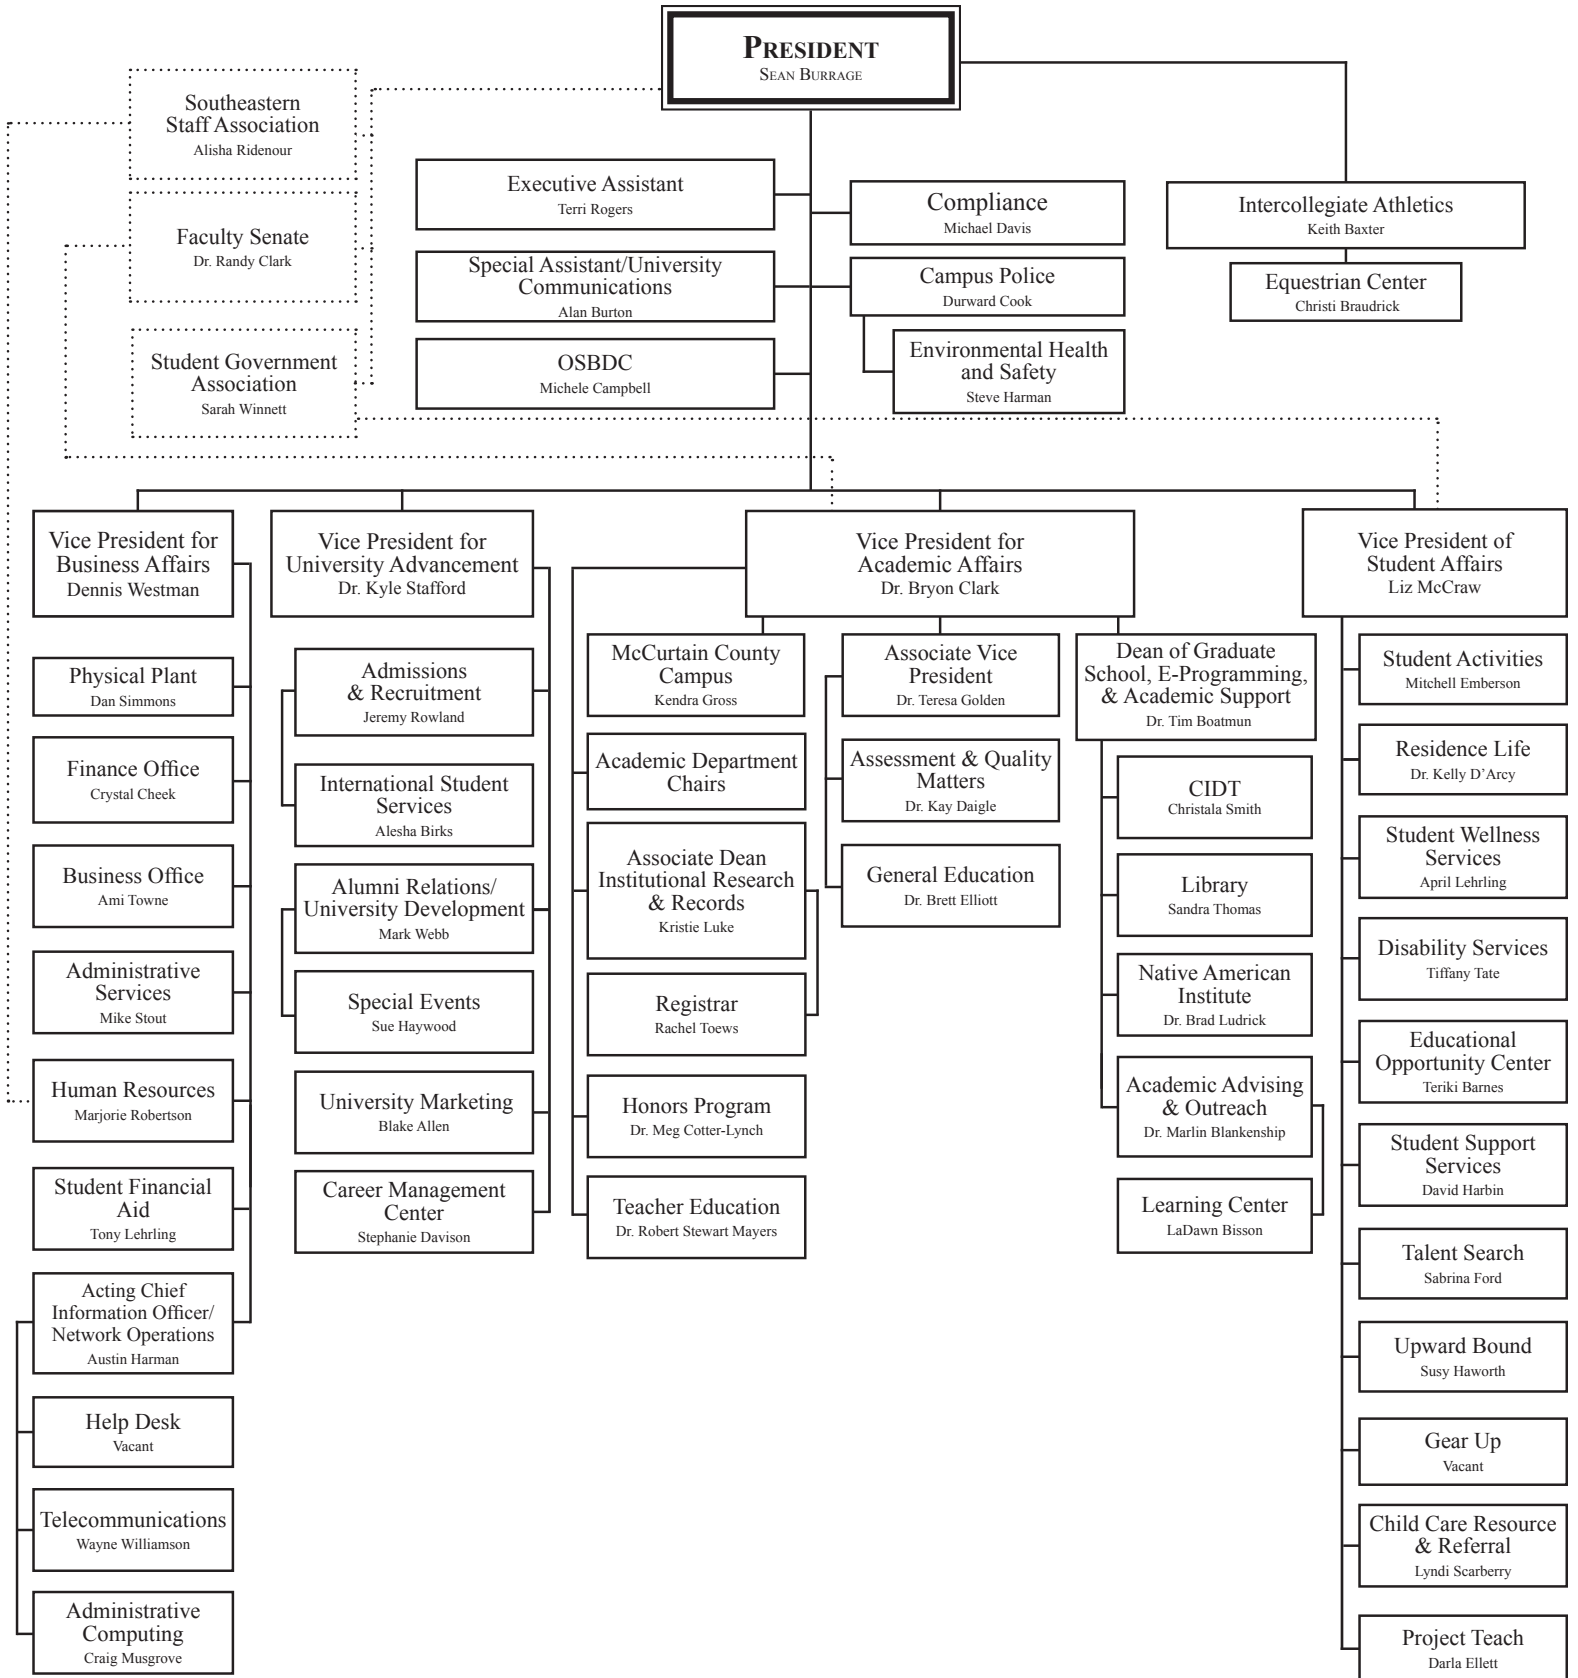 PRESIDENT
SEAN BURRAGE
Southeastern
Staff Association
Alisha Ridenour
Faculty Senate
Dr. Randy Clark
Student Government
Association
Sarah Winnett
Executive Assistant
Terri Rogers
Special Assistant/University
Communications
Alan Burton
OSBDC
Michele Campbell
Compliance
Michael Davis
Campus Police
Durward Cook
Environmental Health
and Safety
Steve Harman
Intercollegiate Athletics
Keith Baxter
Equestrian Center
Christi Braudrick
Vice President for
Business Affairs
Dennis Westman
Physical Plant
Dan Simmons
Finance Office
Crystal Cheek
Business Office
Ami Towne
Administrative
Services
Mike Stout
Human Resources
Marjorie Robertson
Student Financial
Aid
Tony Lehrling
Acting Chief
Information Officer/
Network Operations
Austin Harman
Help Desk
Vacant
Telecommunications
Wayne Williamson
Administrative
Computing
Craig Musgrove
Vice President for
University Advancement
Dr. Kyle Stafford
Admissions
& Recruitment
Jeremy Rowland
International Student
Services
Alesha Birks
Alumni Relations/
University Development
Mark Webb
Special Events
Sue Haywood
University Marketing
Blake Allen
Career Management
Center
Stephanie Davison
Vice President for
Academic Affairs
Dr. Bryon Clark
McCurtain County
Campus
Kendra Gross
Academic Department
Chairs
Associate Dean
Institutional Research
& Records
Kristie Luke
Registrar
Rachel Toews
Honors Program
Dr. Meg Cotter-Lynch
Teacher Education
Dr. Robert Stewart Mayers
Associate Vice
President
Dr. Teresa Golden
Assessment & Quality
Matters
Dr. Kay Daigle
General Education
Dr. Brett Elliott
Dean of Graduate
School, E-Programming,
& Academic Support
Dr. Tim Boatmun
CIDT
Christala Smith
Library
Sandra Thomas
Native American
Institute
Dr. Brad Ludrick
Academic Advising
& Outreach
Dr. Marlin Blankenship
Learning Center
LaDawn Bisson
Vice President of
Student Affairs
Liz McCraw
Student Activities
Mitchell Emberson
Residence Life
Dr. Kelly D'Arcy
Student Wellness
Services
April Lehrling
Disability Services
Tiffany Tate
Educational
Opportunity Center
Teriki Barnes
Student Support
Services
David Harbin
Talent Search
Sabrina Ford
Upward Bound
Susy Haworth
Gear Up
Vacant
Child Care Resource
& Referral
Lyndi Scarberry
Project Teach
Darla Ellett